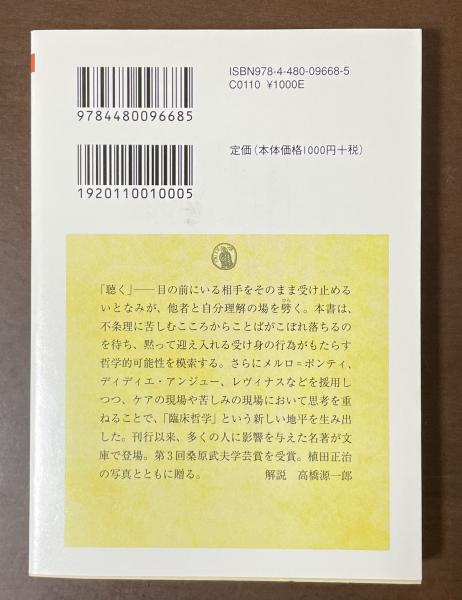 ISBN978-4-480-09668-5
C0110 ¥1000E
9784480096685
定価(本体価格1000円+税)
1920110010005
「聴く」——目の前にいる相手をそのまま受け止める
いとなみが、他者と自分理解の場を劈く。本書は、
不条理に苦しむこころからことばがこぼれ落ちるの
を待ち、黙って迎え入れる受け身の行為がもたらす
哲学的可能性を模索する。さらにメルロ=ポンティ、
ディディエ・アンジュー、レヴィナスなどを援用し
つつ、ケアの現場や苦しみの現場において思考を重
ねることで、「臨床哲学」という新しい地平を生み出
した。刊行以来、多くの人に影響を与えた名著が文
庫で登場。第3回桑原武夫学芸賞を受賞。植田正治
の写真とともに贈る。 解説 高橋源一郎